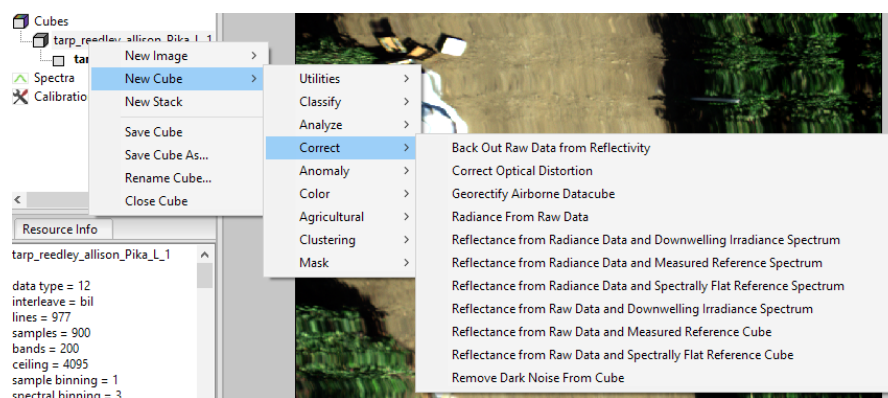 Cubes
tarp_reedley_allison_Pika_L_1
tar
Spectra
Calibratio
New Image
New Cube
New Stack
Save Cube
Save Cube As...
Rename Cube...
Close Cube
Utilities
Classify
Analyze
Correct
Anomaly
Color
Agricultural
Clustering
Mask
Back Out Raw Data from Reflectivity
Correct Optical Distortion
Georectify Airborne Datacube
Radiance From Raw Data
Reflectance from Radiance Data and Downwelling Irradiance Spectrum
Reflectance from Radiance Data and Measured Reference Spectrum
Reflectance from Radiance Data and Spectrally Flat Reference Spectrum
Reflectance from Raw Data and Downwelling Irradiance Spectrum
Reflectance from Raw Data and Measured Reference Cube
Reflectance from Raw Data and Spectrally Flat Reference Cube
Remove Dark Noise From Cube
Resource Info
tarp_reedley_allison_Pika_L_1
data type = 12
interleave = bil
lines = 977
samples = 900
bands = 200
ceiling = 4095
sample binning = 1
spectral binning = 3